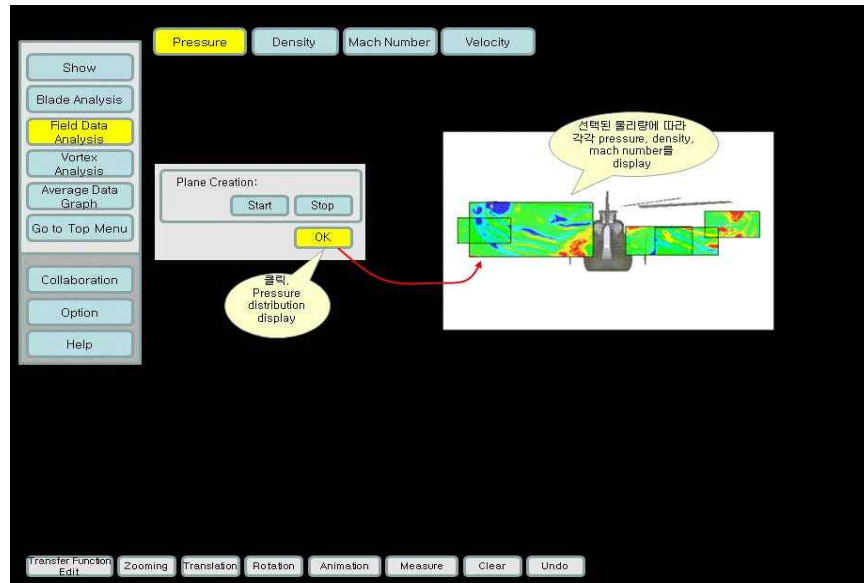 Pressure
Density
Mach Number
Velocity
Show
Blade Analysis
Field Data
Analysis
Vortex
Analysis
Average Data
Graph
Go to Top Menu
Collaboration
Option
Help
Plane Creation:
Start
Stop
OK
클릭.
Pressure
distribution
display
선택된 물리량에 따라
각각 pressure, density,
mach number를
display
Transfer Function
Edit
Zooming
Translation
Rotation
Animation
Measure
Clear
Undo